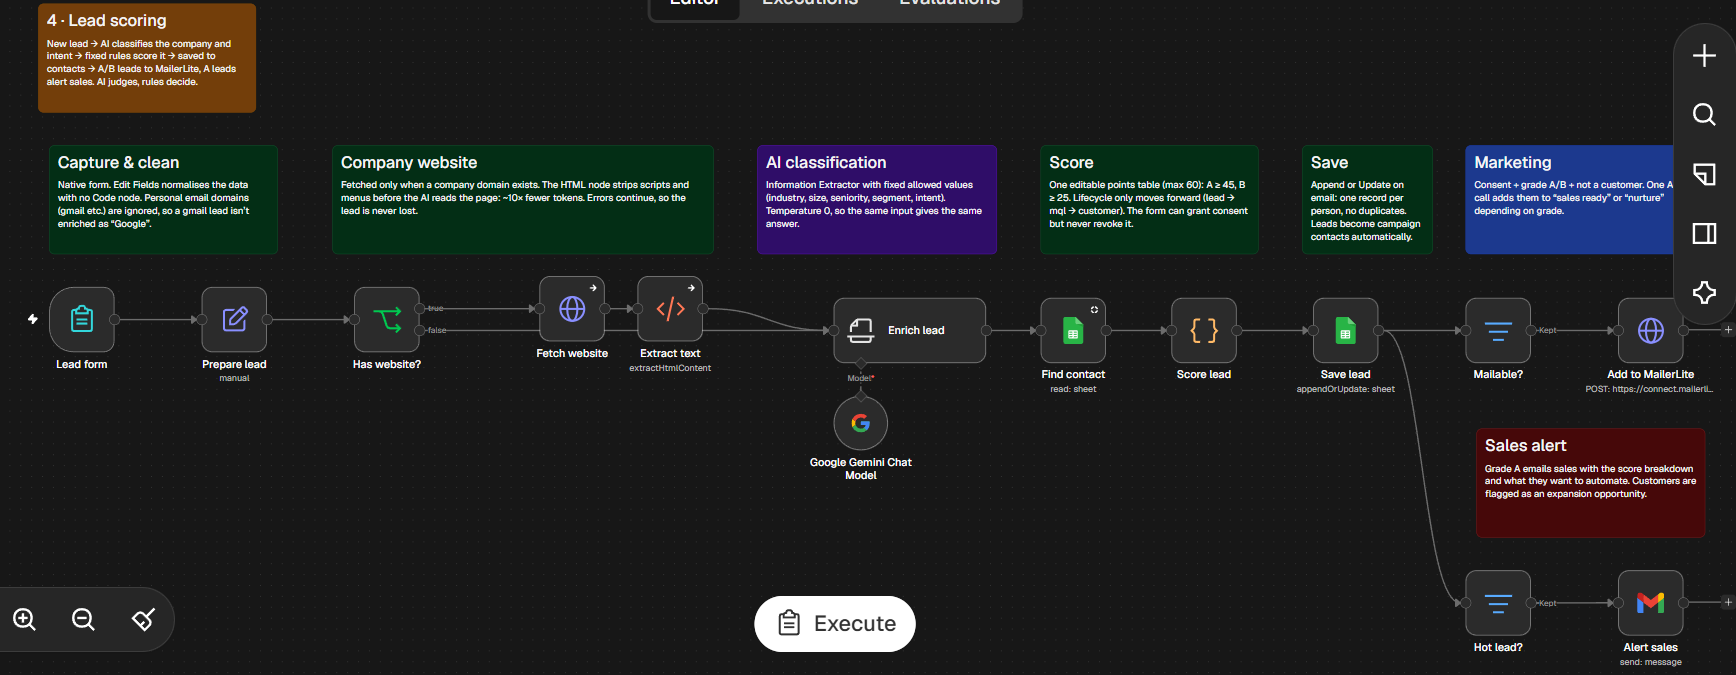 Editor
Executions
Evaluations
4 · Lead scoring
New lead → AI classifies the company and
intent → fixed rules score it → saved to
contacts → A/B leads to MailerLite, A leads
alert sales. AI judges, rules decide.
Capture & clean
Native form. Edit Fields normalises the data
with no Code node. Personal email domains
(gmail etc.) are ignored, so a gmail lead isn't
enriched as “Google”.
Company website
Fetched only when a company domain exists. The HTML node strips scripts and
menus before the AI reads the page: ~10× fewer tokens. Errors continue, so the
lead is never lost.
AI classification
Information Extractor with fixed allowed values
(industry, size, seniority, segment, intent).
Temperature 0, so the same input gives the same
answer.
Score
One editable points table (max 60): A ≥ 45, B
≥ 25. Lifecycle only moves forward (lead →
mql → customer). The form can grant consent
but never revoke it.
Save
Append or Update on
email: one record per
person, no duplicates.
Leads become campaign
contacts automatically.
Marketing
Consent + grade A/B + not a customer. One A
call adds them to “sales ready” or “nurture”
depending on grade.
Lead form
Prepare lead
manual
Has website?
true
false
Fetch website
Extract text
extractHtmlContent
Enrich lead
Model*
Google Gemini Chat
Model
Find contact
read: sheet
Score lead
Save lead
appendOrUpdate: sheet
Mailable?
Kept
Add to MailerLite
POST: https://connect.mailerli...
Sales alert
Grade A emails sales with the score breakdown
and what they want to automate. Customers are
flagged as an expansion opportunity.
Hot lead?
Kept
Alert sales
send: message
Execute